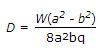 D = W(a² - b²) / 8a2bq